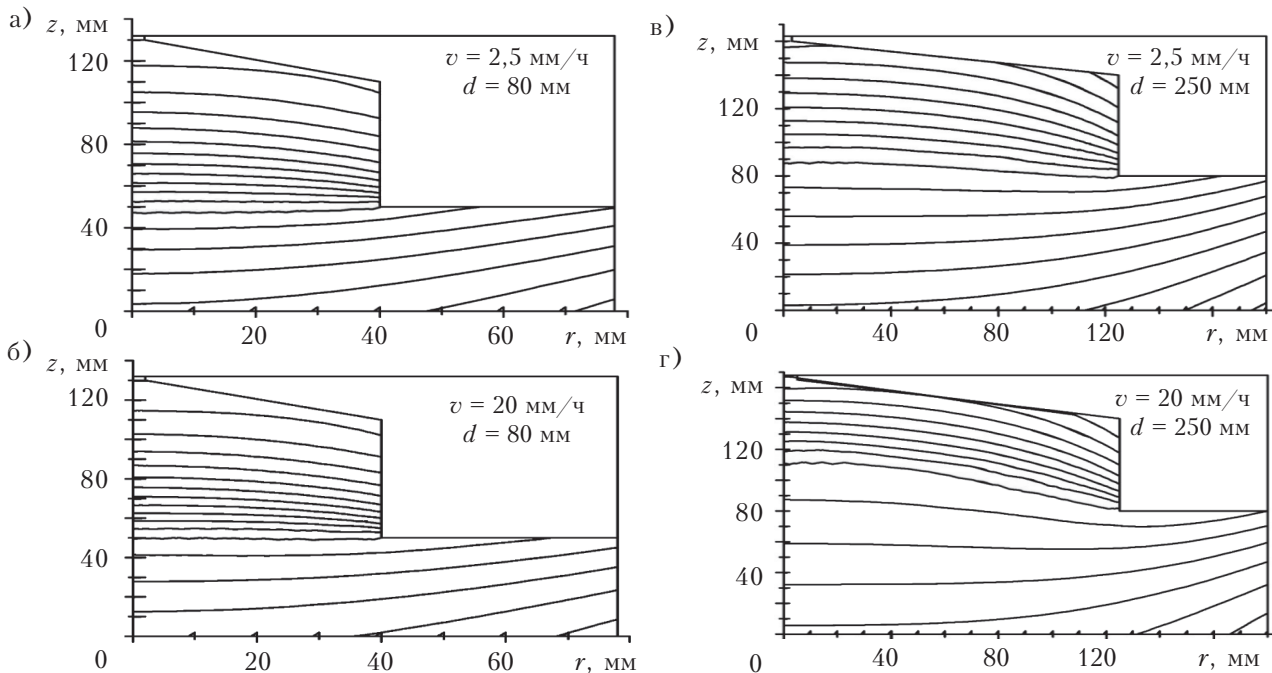 а)
z, мм
v = 2,5 мм/ч
d = 80 мм
120
80
40
0
20
40
60
r, мм
в)
z, мм
v = 2,5 мм/ч
d = 250 мм
160
120
80
40
0
40
80
120
r, мм
б)
z, мм
v = 20 мм/ч
d = 80 мм
120
80
40
0
20
40
60
r, мм
г)
z, мм
v = 20 мм/ч
d = 250 мм
120
80
40
0
40
80
120
r, мм